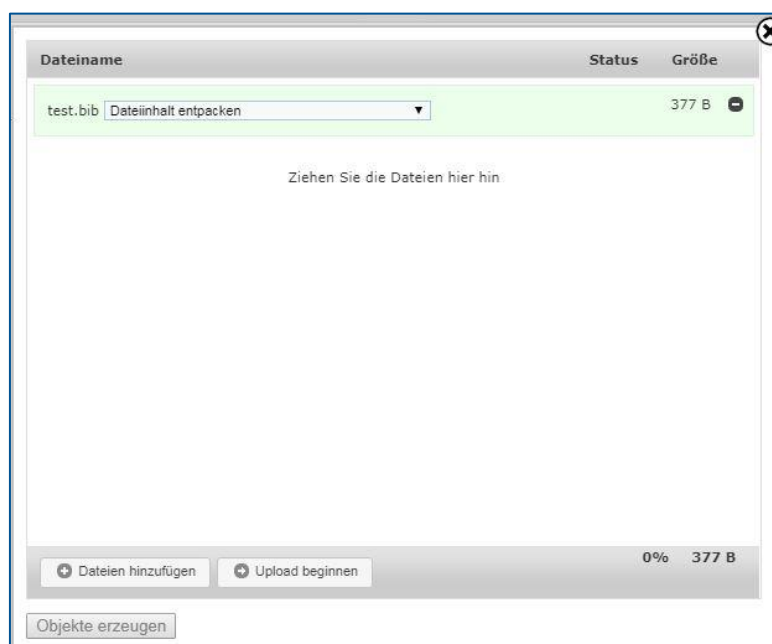 Dateiname Status Größe
test.bib Dateiinhalt entpacken 377 B
Ziehen Sie die Dateien hier hin
Dateien hinzufügen Upload beginnen 0% 377 B
Objekte erzeugen